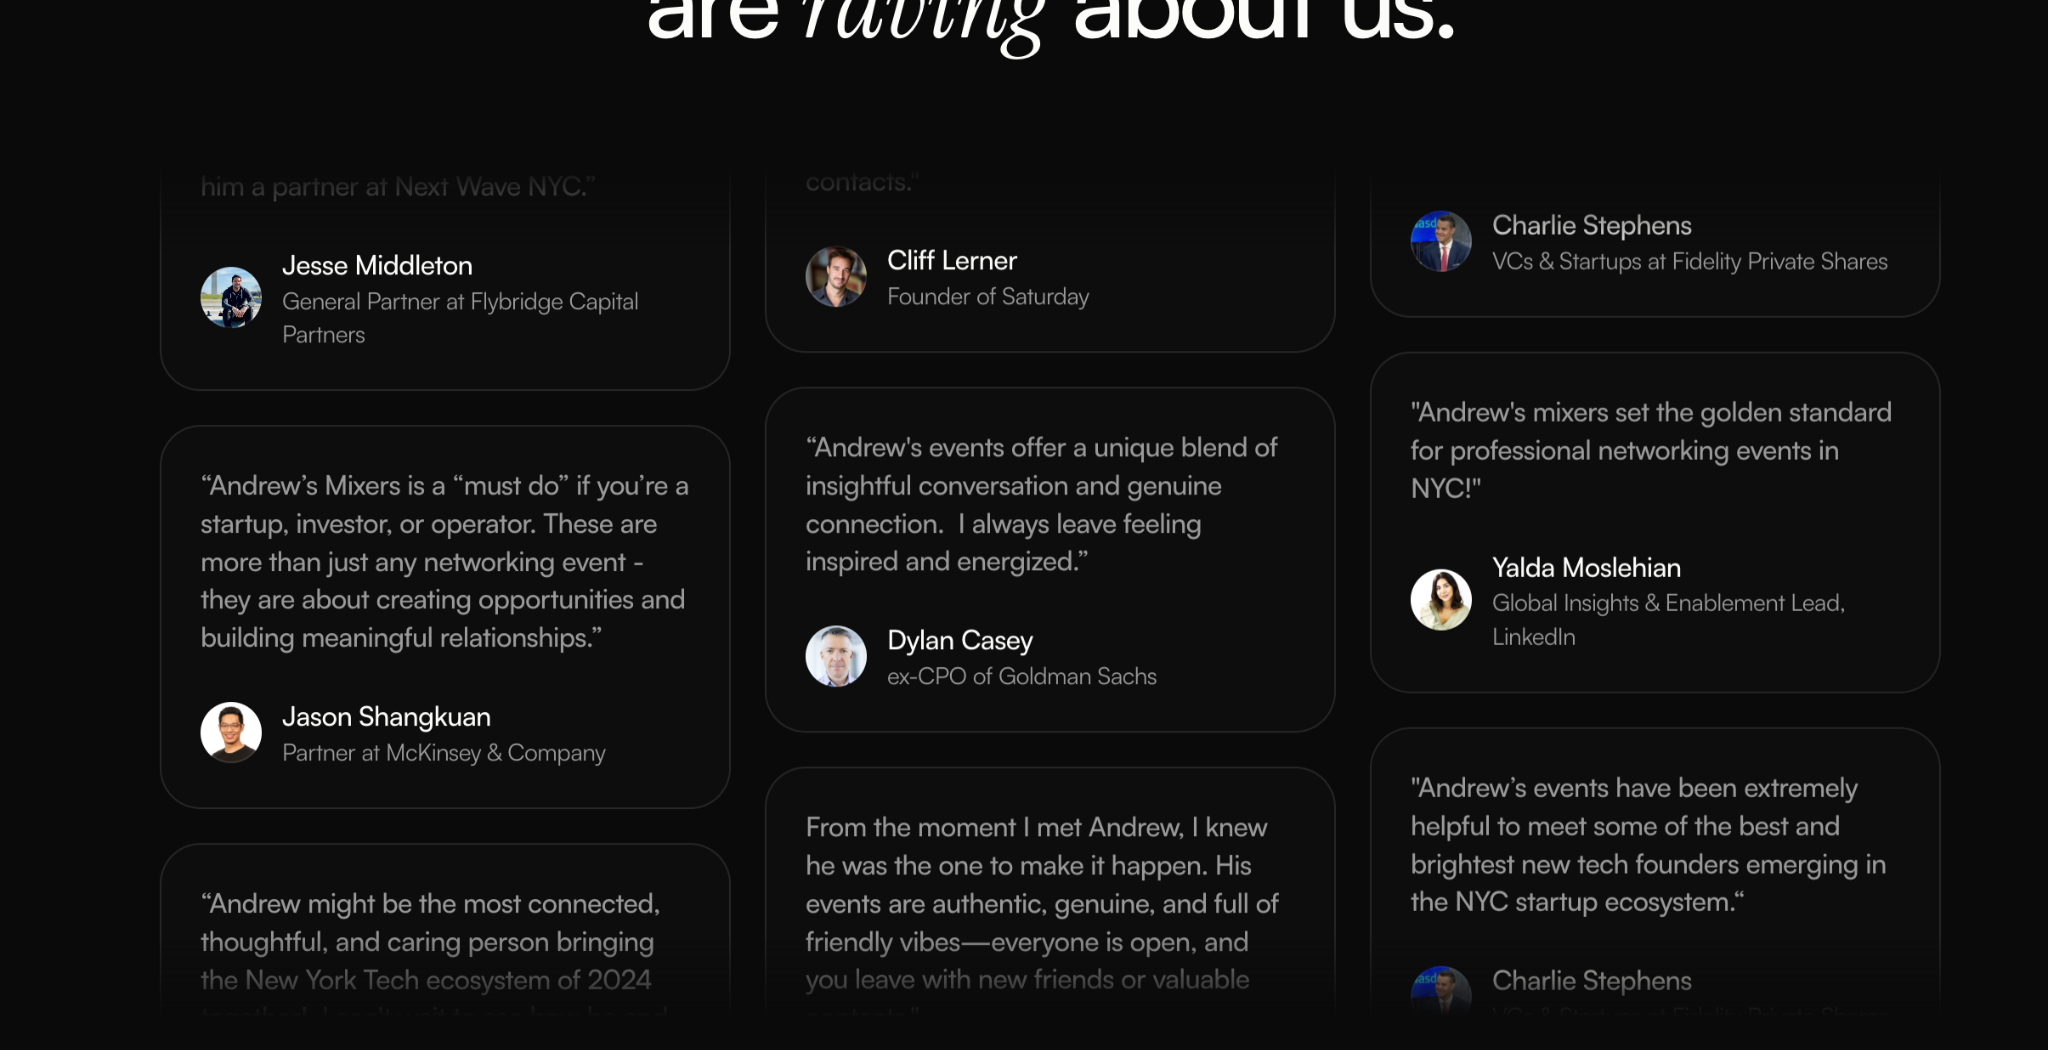 are raving about us.
him a partner at Next Wave NYC.”
Jesse Middleton
General Partner at Flybridge Capital
Partners
“Andrew’s Mixers is a “must do” if you’re a
startup, investor, or operator. These are
more than just any networking event -
they are about creating opportunities and
building meaningful relationships.”
Jason Shangkuan
Partner at McKinsey & Company
“Andrew might be the most connected,
thoughtful, and caring person bringing
the New York Tech ecosystem of 2024
contacts."
Cliff Lerner
Founder of Saturday
“Andrew's events offer a unique blend of
insightful conversation and genuine
connection.  I always leave feeling
inspired and energized.”
Dylan Casey
ex-CPO of Goldman Sachs
From the moment I met Andrew, I knew
he was the one to make it happen. His
events are authentic, genuine, and full of
friendly vibes—everyone is open, and
you leave with new friends or valuable
Charlie Stephens
VCs & Startups at Fidelity Private Shares
"Andrew's mixers set the golden standard
for professional networking events in
NYC!"
Yalda Moslehian
Global Insights & Enablement Lead,
LinkedIn
"Andrew’s events have been extremely
helpful to meet some of the best and
brightest new tech founders emerging in
the NYC startup ecosystem.“
Charlie Stephens